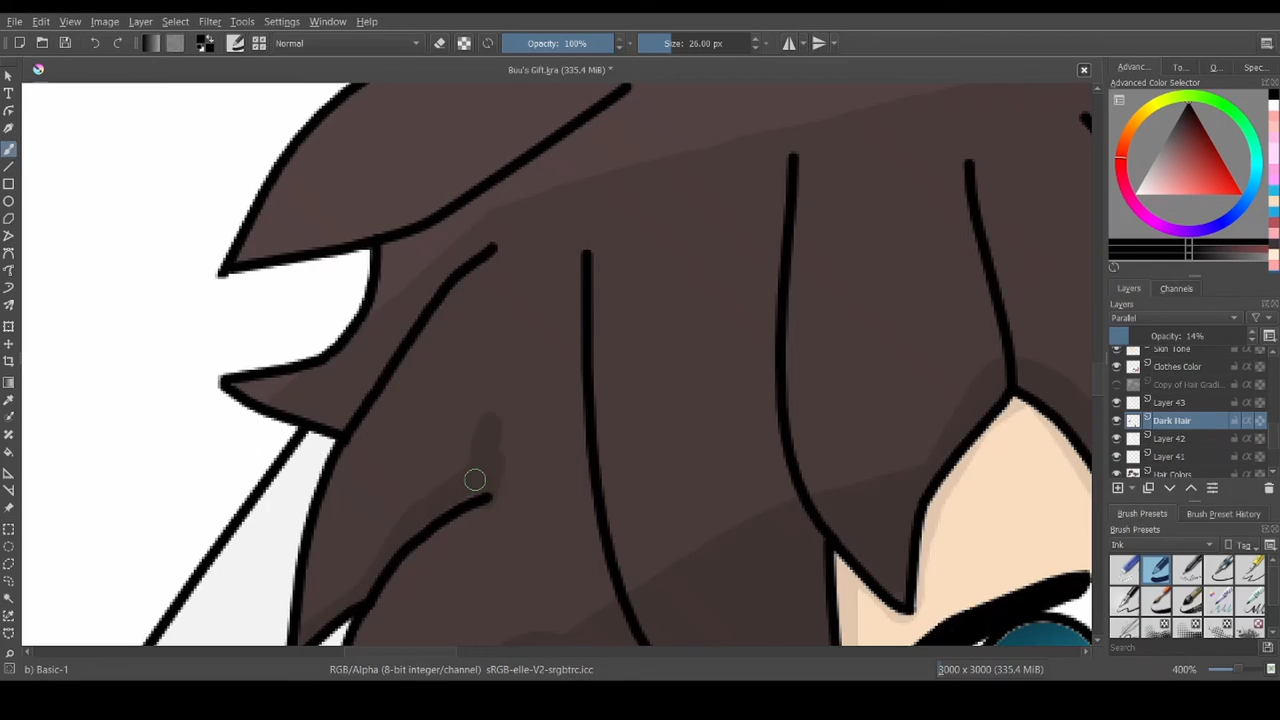 File Edit View Image Layer Select Filter Tools Settings Window Help
Normal Opacity: 100% Size: 26.00 px
Buu's Gift.kra (335.4 MiB) *
Advanc... To... Q... Spec...
Advanced Color Selector
Layers Channels
Layers
Parallel
Opacity: 14%
Skin Tone
Clothes Color
Copy of Hair Gradi...
Layer 43
Dark Hair
Layer 42
Layer 41
Hair Colors
Brush Presets Brush Preset History
Brush Presets
Ink Tag
Search
b) Basic-1 RGB/Alpha (8-bit integer/channel) sRGB-elle-V2-srgbtrc.icc 3000 x 3000 (335.4 MiB) 400%